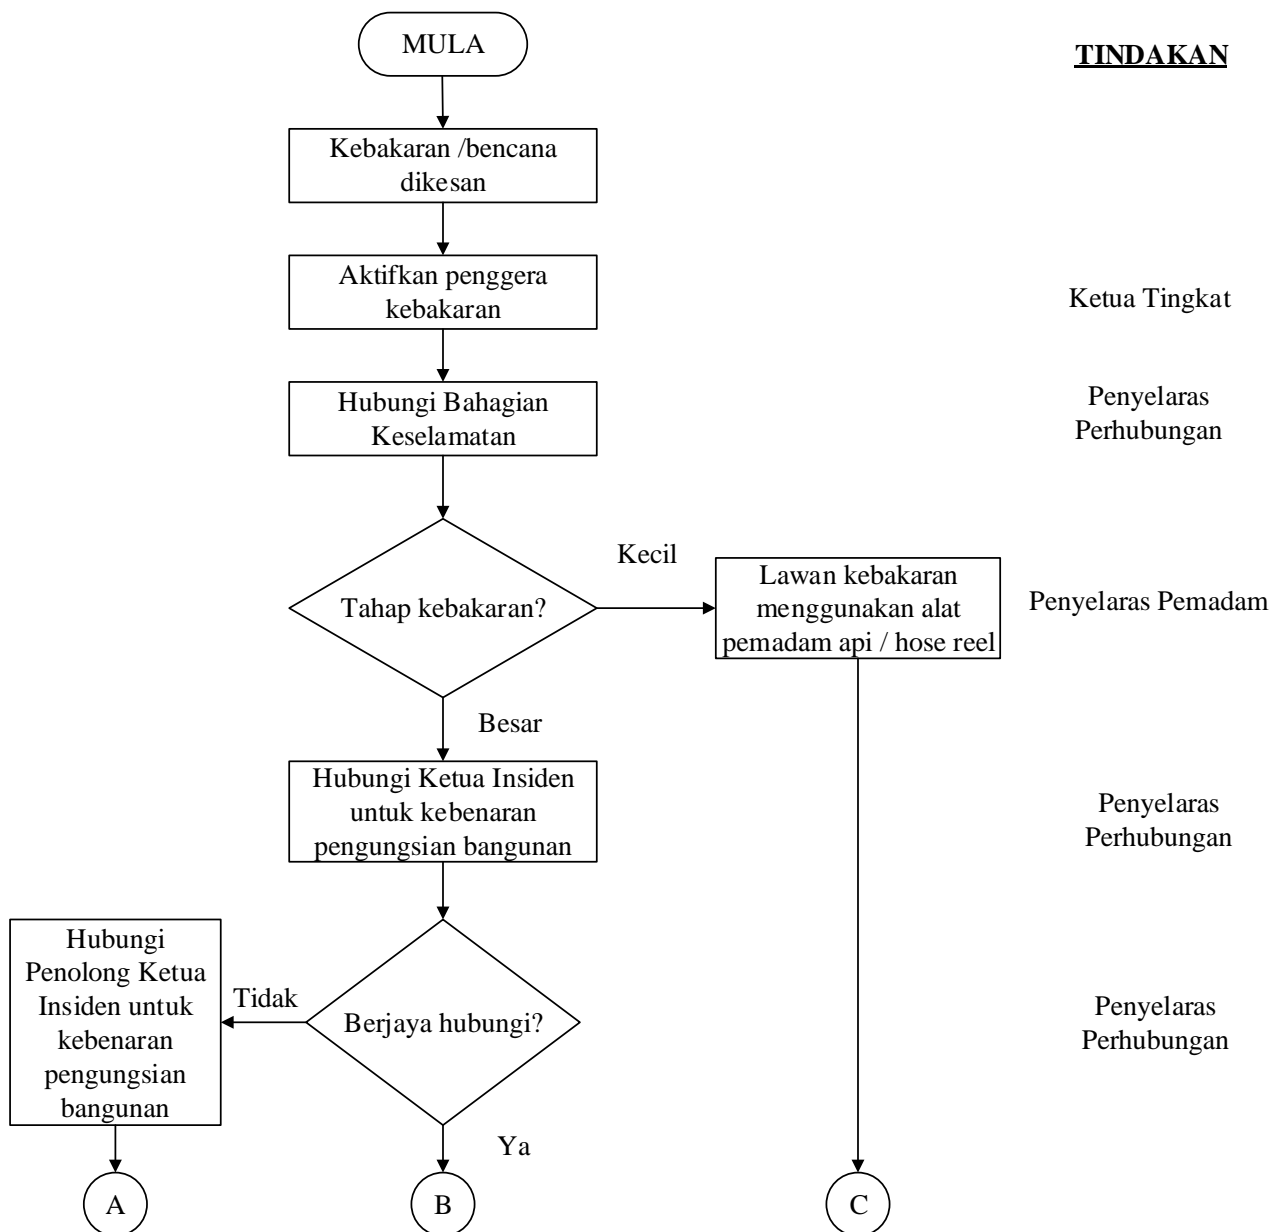 MULA
TINDAKAN
Kebakaran /bencana
dikesan
Aktifkan penggera
kebakaran
Ketua Tingkat
Hubungi Bahagian
Keselamatan
Penyelaras
Perhubungan
Tahap kebakaran?
Kecil
Lawan kebakaran
menggunakan alat
pemadam api / hose reel
Penyelaras Pemadam
Besar
Hubungi Ketua Insiden
untuk kebenaran
pengungsian bangunan
Penyelaras
Perhubungan
Hubungi
Penolong Ketua
Insiden untuk
kebenaran
pengungsian
bangunan
Tidak
Berjaya hubungi?
Penyelaras
Perhubungan
Ya
A
B
C